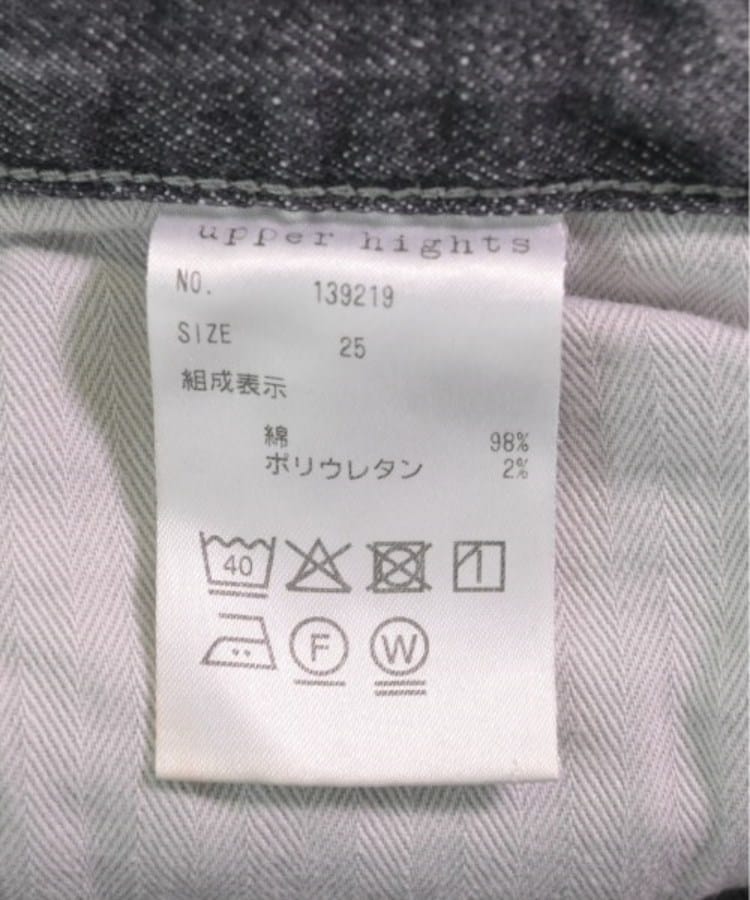 upper hights
NO. 139219
SIZE 25
組成表示
綿 98%
ポリウレタン 2%
40
F W